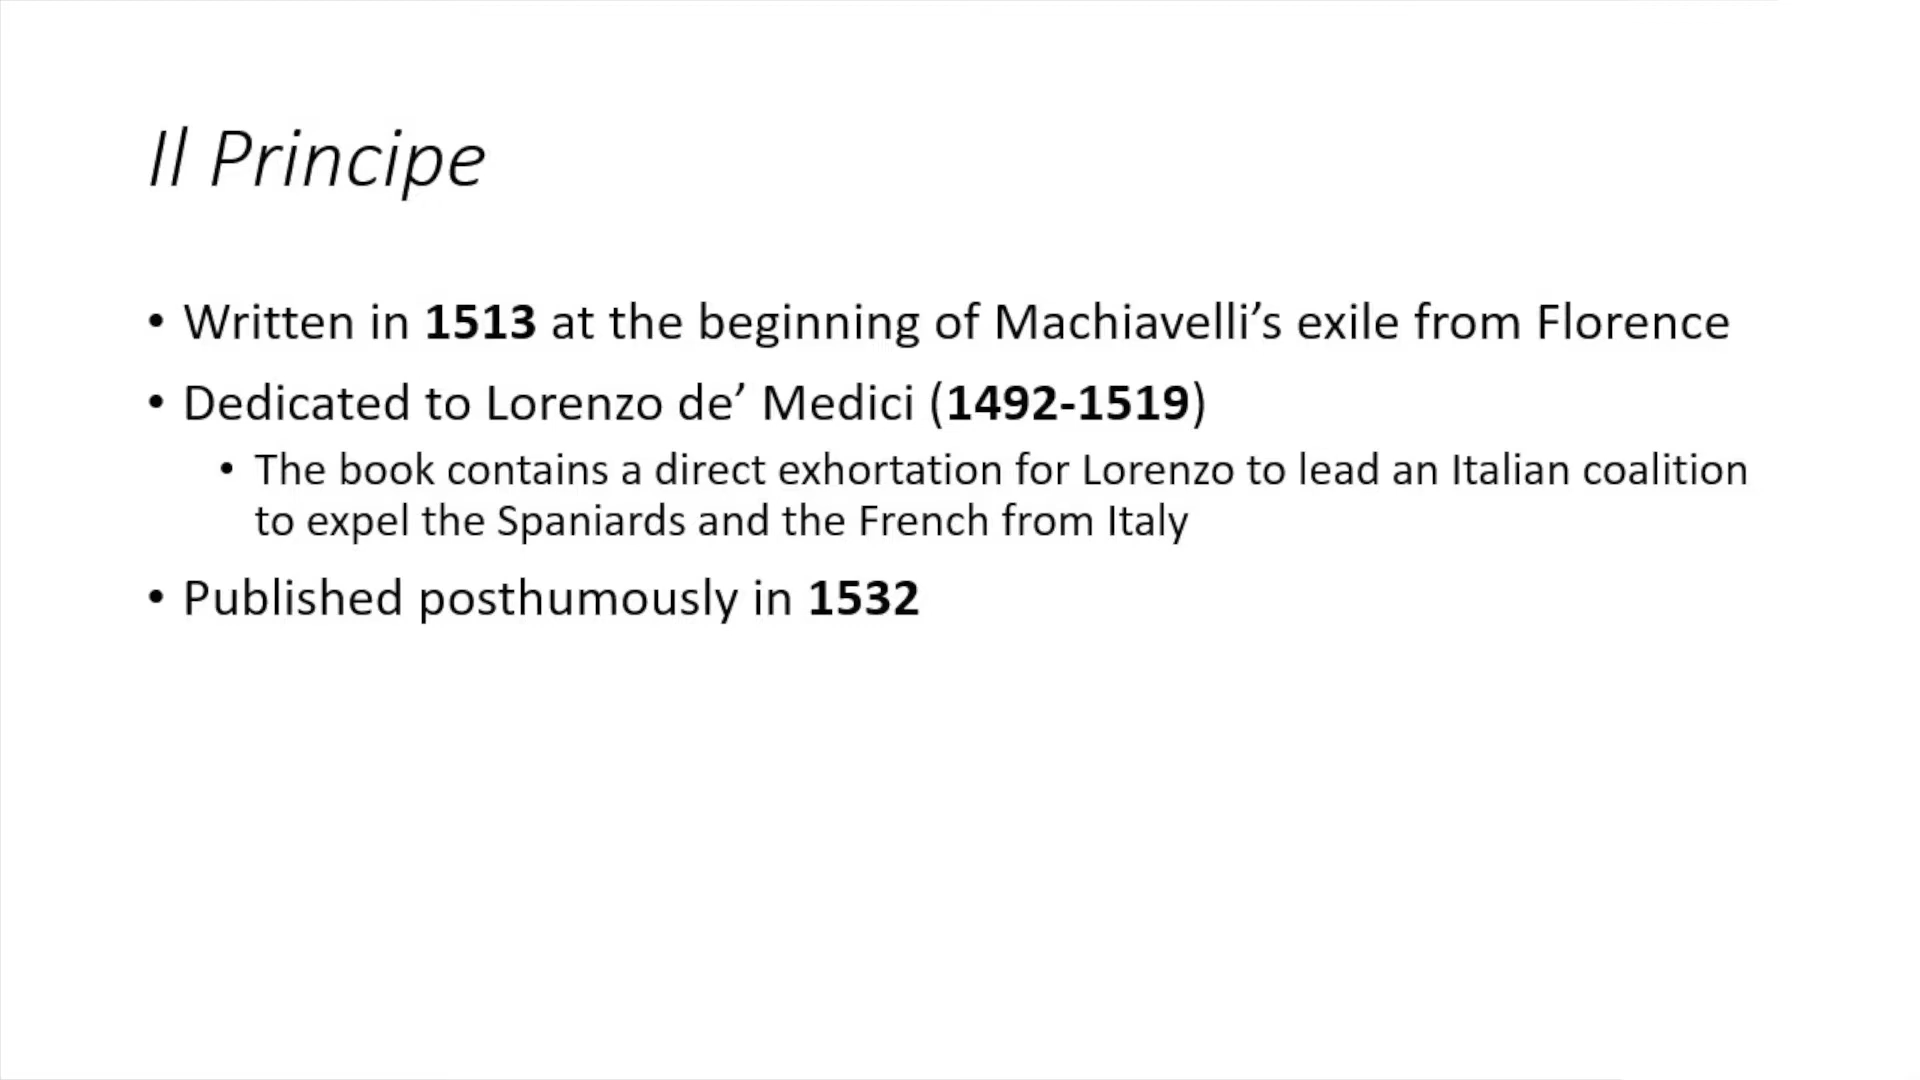 Il Principe
• Written in 1513 at the beginning of Machiavelli’s exile from Florence
• Dedicated to Lorenzo de’ Medici (1492-1519)
• The book contains a direct exhortation for Lorenzo to lead an Italian coalition
to expel the Spaniards and the French from Italy
• Published posthumously in 1532